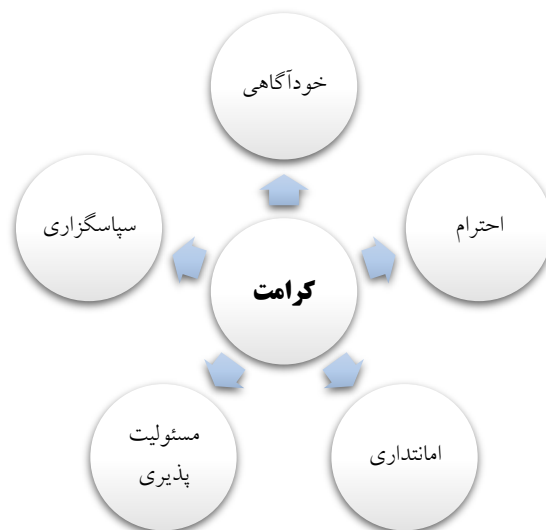 خودآگاهی
احترام
سپاسگزاری
کرامت
امانتداری
مسئولیت
پذیری